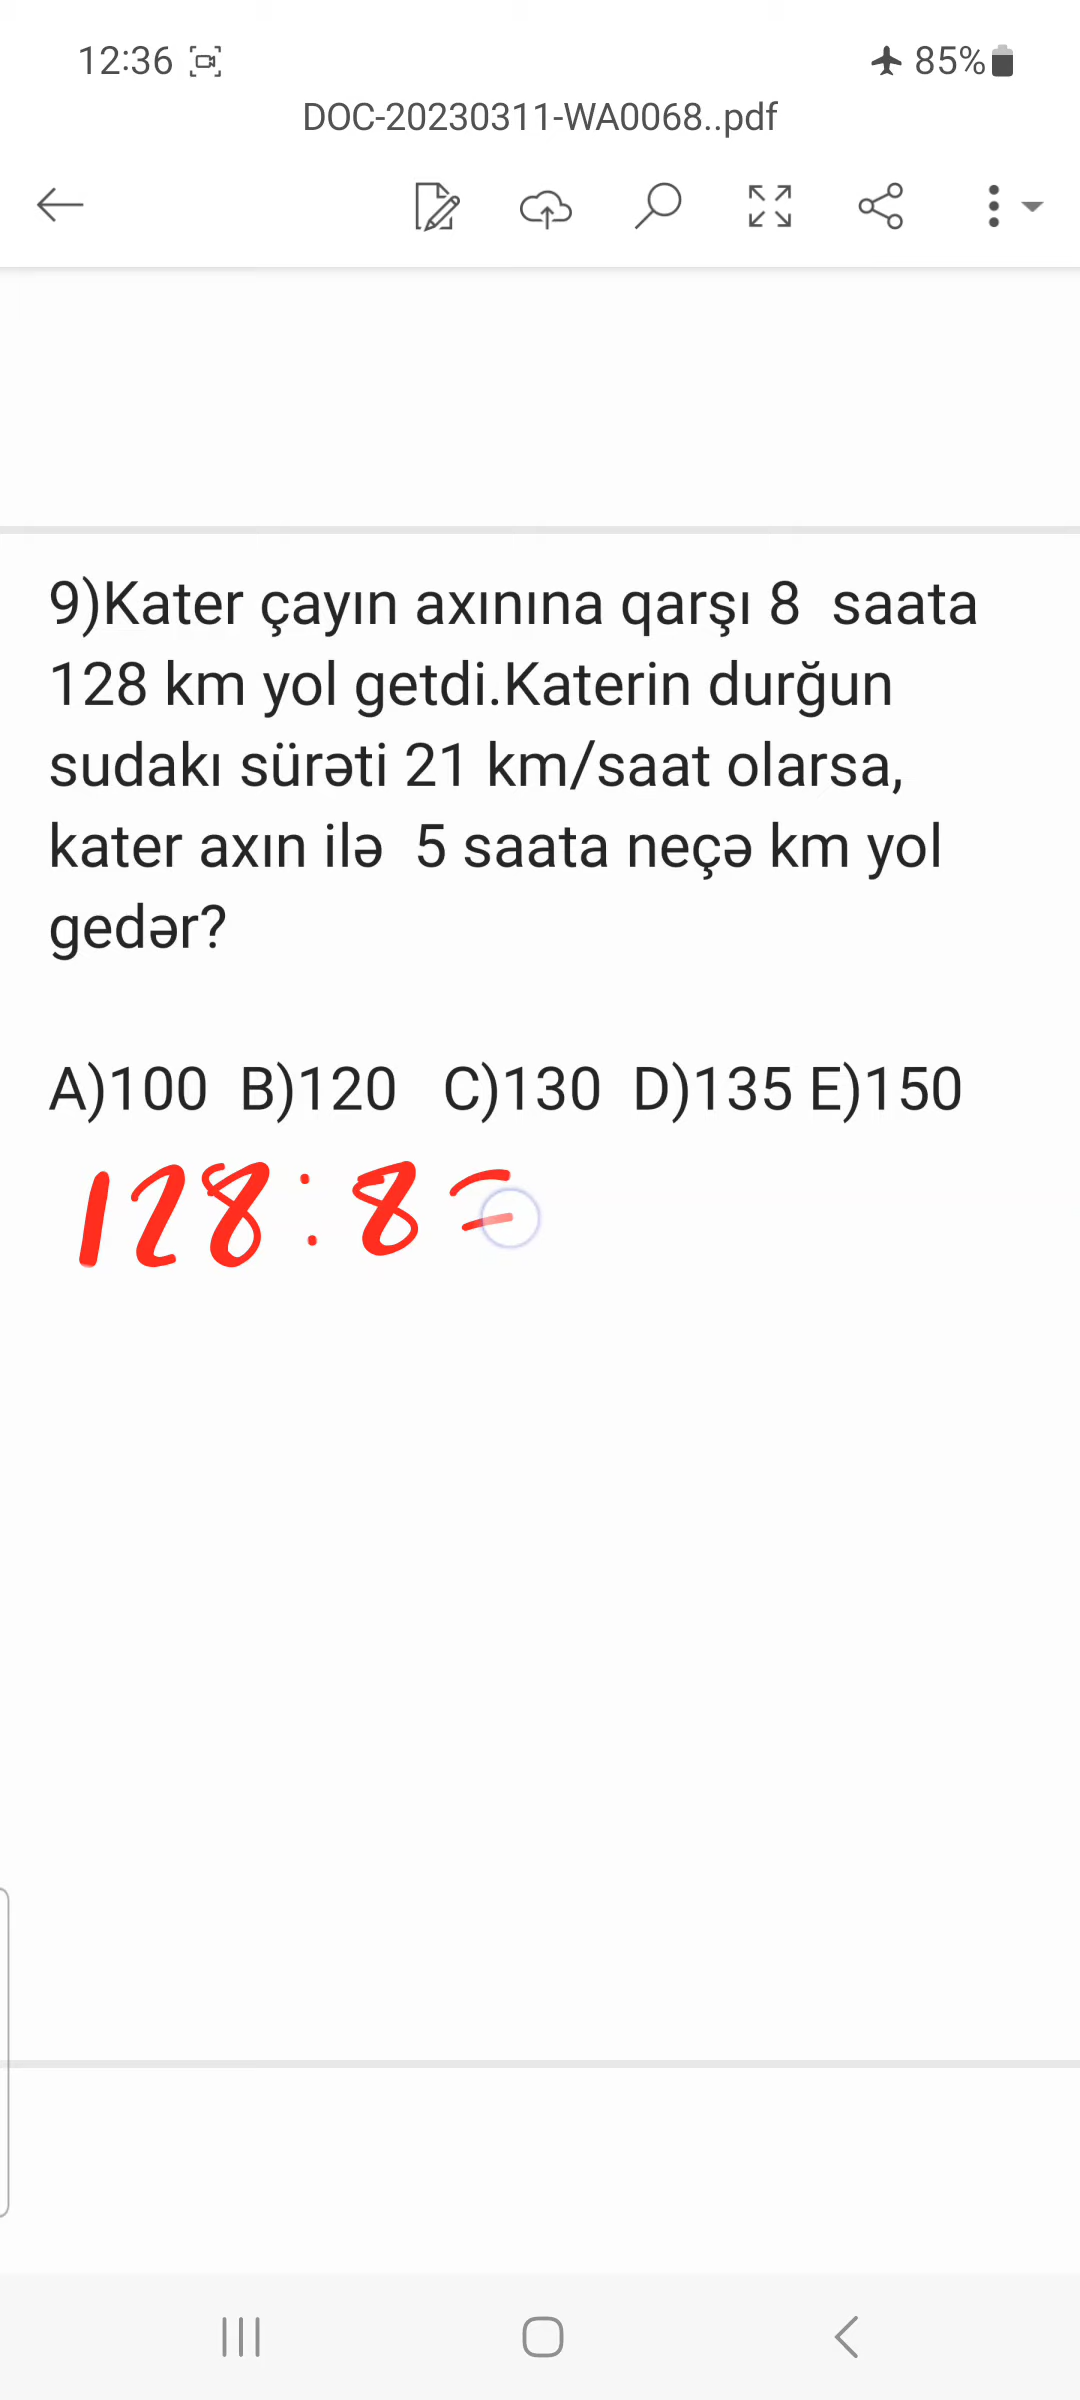 12:36
85%
DOC-20230311-WA0068..pdf
9)Kater çayın axınına qarşı 8 saata
128 km yol getdi.Katerin durğun
sudakı sürəti 21 km/saat olarsa,
kater axın ilə 5 saata neçə km yol
gedər?
A)100 B)120 C)130 D)135 E)150
128:8=